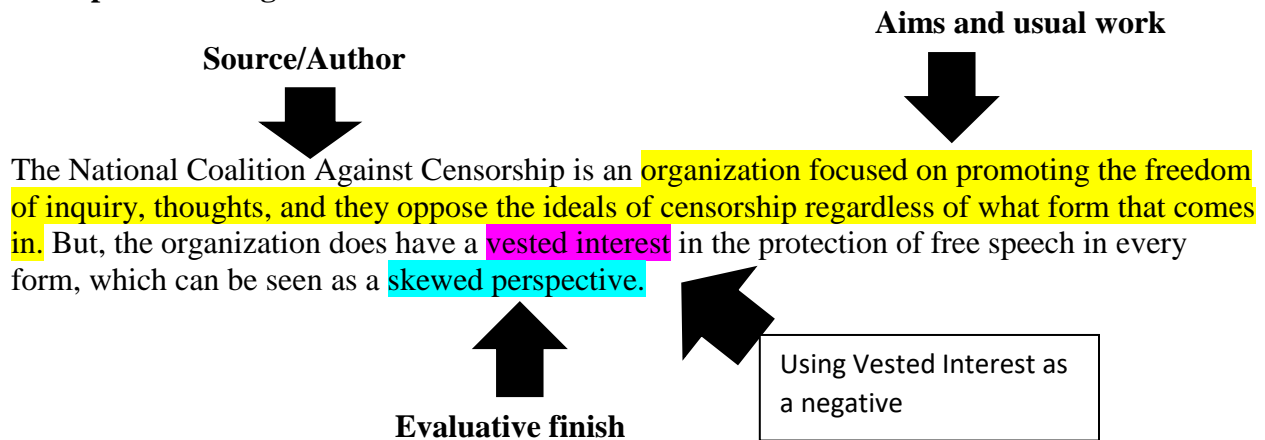 Aims and usual work
Source/Author
The National Coalition Against Censorship is an organization focused on promoting the freedom
of inquiry, thoughts, and they oppose the ideals of censorship regardless of what form that comes
in. But, the organization does have a vested interest in the protection of free speech in every
form, which can be seen as a skewed perspective.
Using Vested Interest as
a negative
Evaluative finish